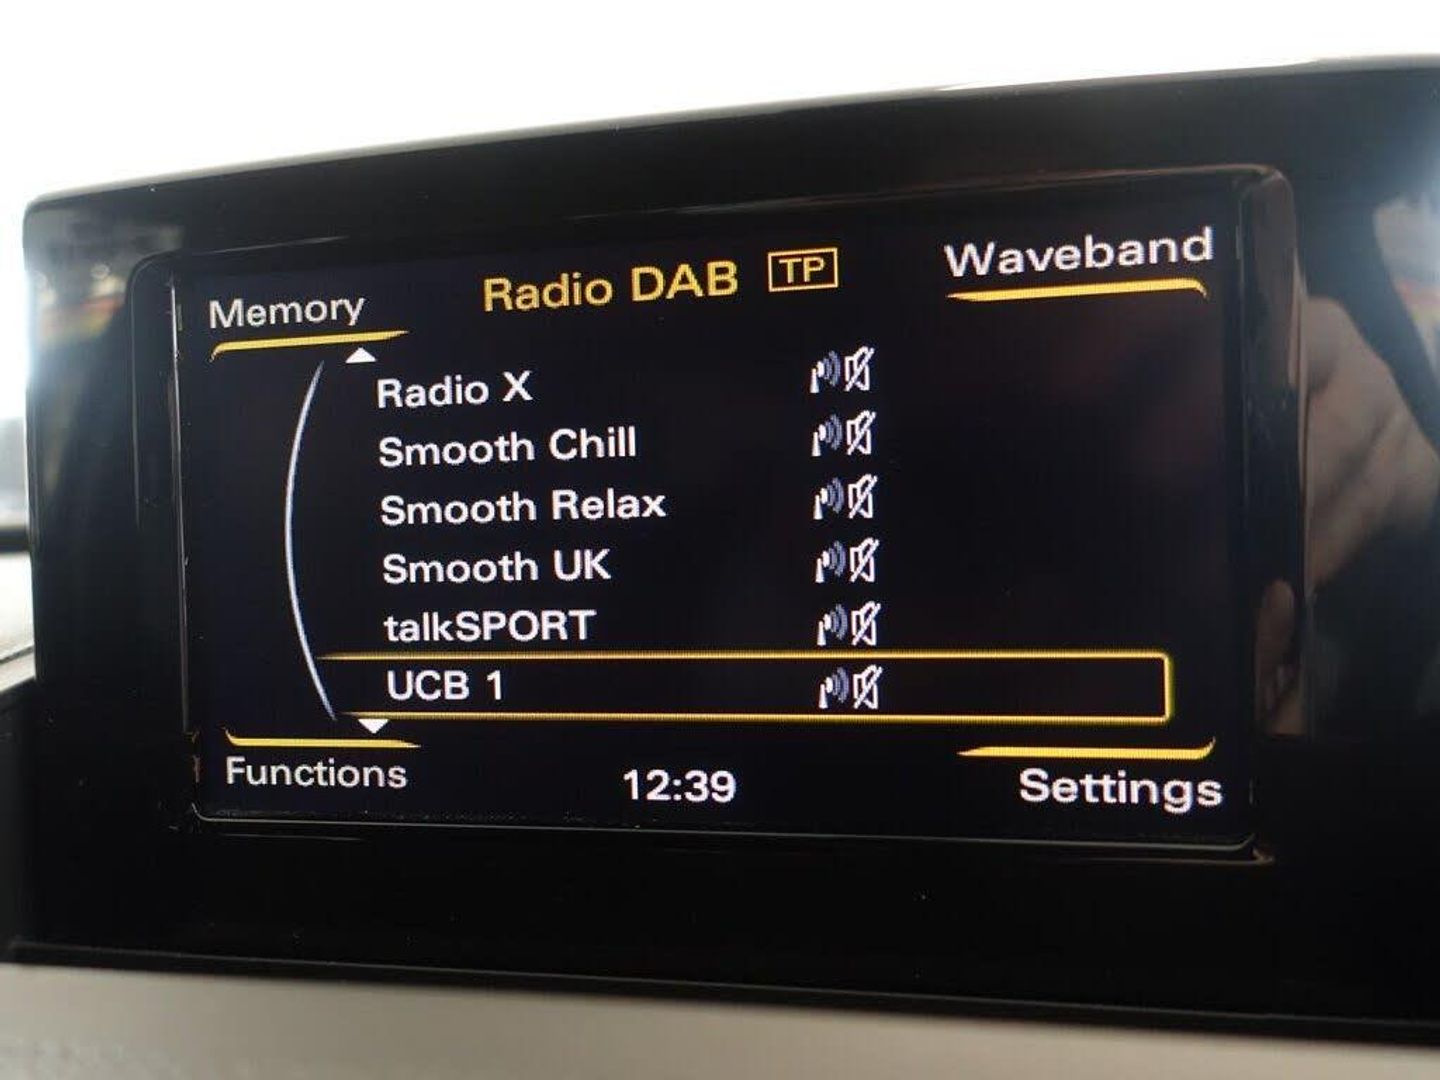 Memory
Radio DAB TP
Waveband
Radio X
Smooth Chill
Smooth Relax
Smooth UK
talkSPORT
UCB 1
Functions
12:39
Settings